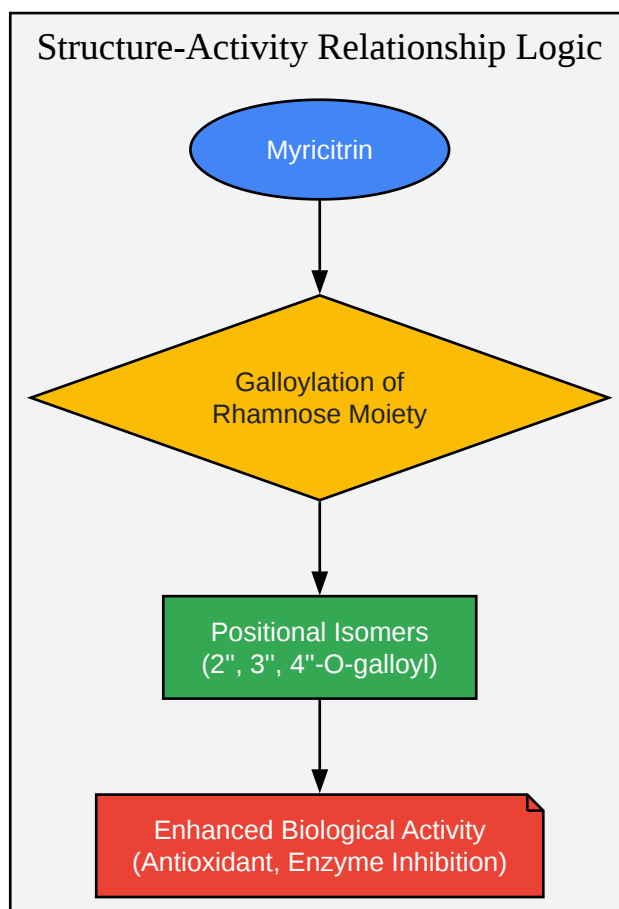 Structure-Activity Relationship Logic
Myricitrin
Galloylation of
Rhamnose Moiety
Positional Isomers
(2'', 3'', 4''-O-galloyl)
Enhanced Biological Activity
(Antioxidant, Enzyme Inhibition)